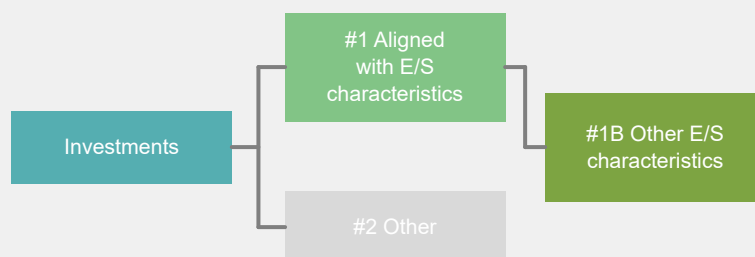 #1 Aligned
with E/S
characteristics
Investments
#1B Other E/S
characteristics
#2 Other